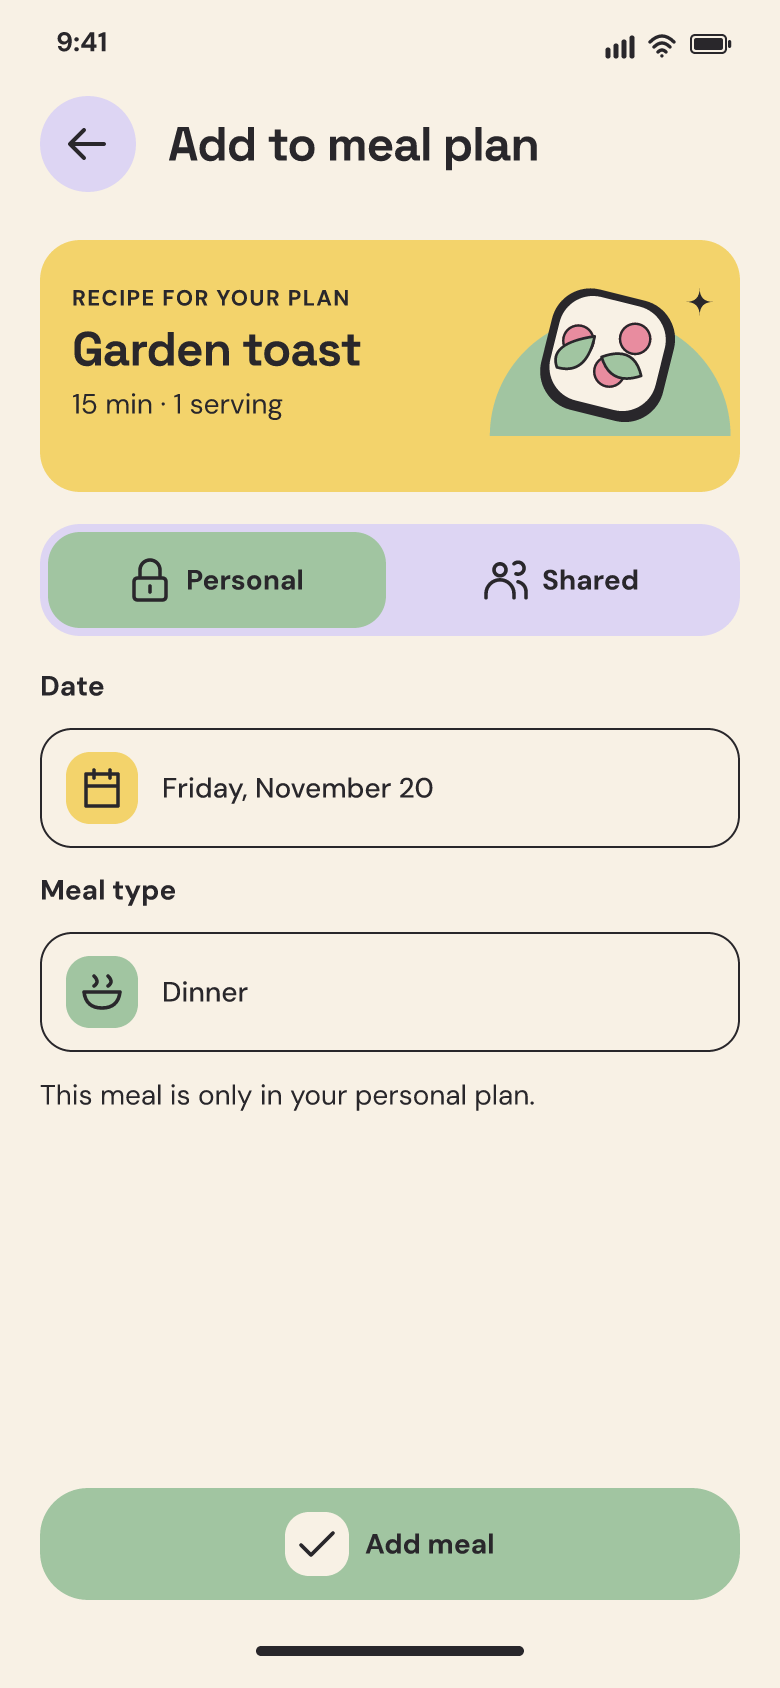 9:41
Add to meal plan
RECIPE FOR YOUR PLAN
Garden toast
15 min · 1 serving
Personal
Shared
Date
Friday, November 20
Meal type
Dinner
This meal is only in your personal plan.
Add meal